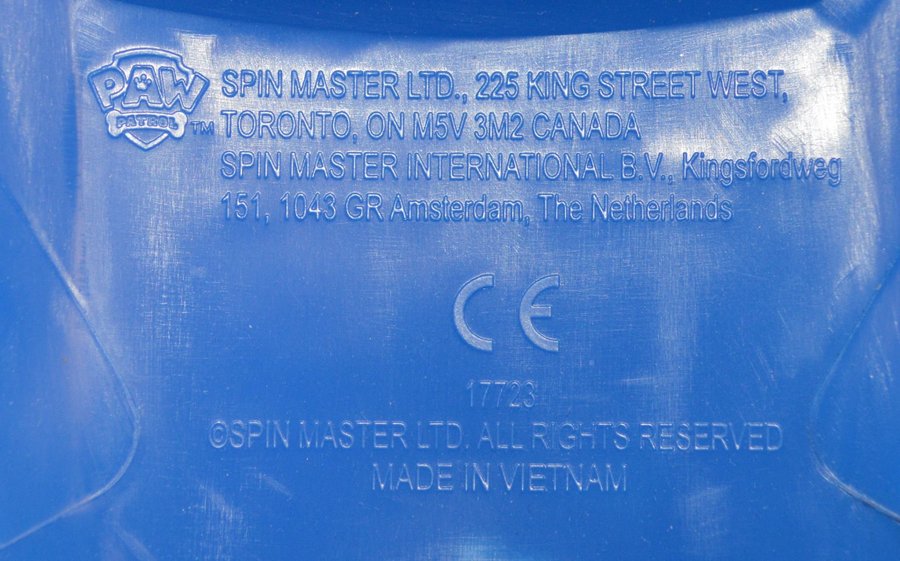 PAW
PATROL
TM
SPIN MASTER LTD., 225 KING STREET WEST,
TORONTO, ON M5V 3M2 CANADA
SPIN MASTER INTERNATIONAL B.V., Kingsfordweg
151, 1043 GR Amsterdam, The Netherlands
CE
17723
©SPIN MASTER LTD. ALL RIGHTS RESERVED
MADE IN VIETNAM